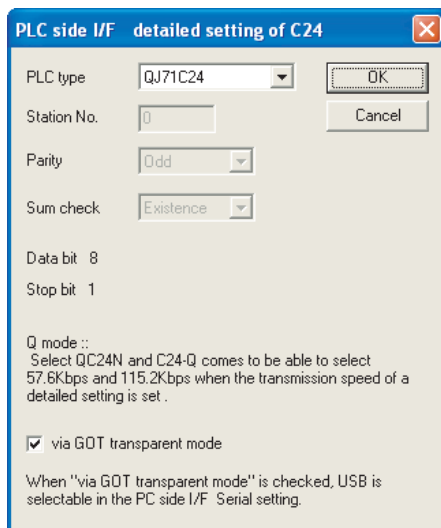 PLC side I/F detailed setting of C24
PLC type QJ71C24 OK
Station No. 0 Cancel
Parity Odd
Sum check Existence
Data bit 8
Stop bit 1
Q mode ::
Select QC24N and C24-Q comes to be able to select
57.6Kbps and 115.2Kbps when the transmission speed of a
detailed setting is set .
via GOT transparent mode
When "via GOT transparent mode" is checked, USB is
selectable in the PC side I/F Serial setting.